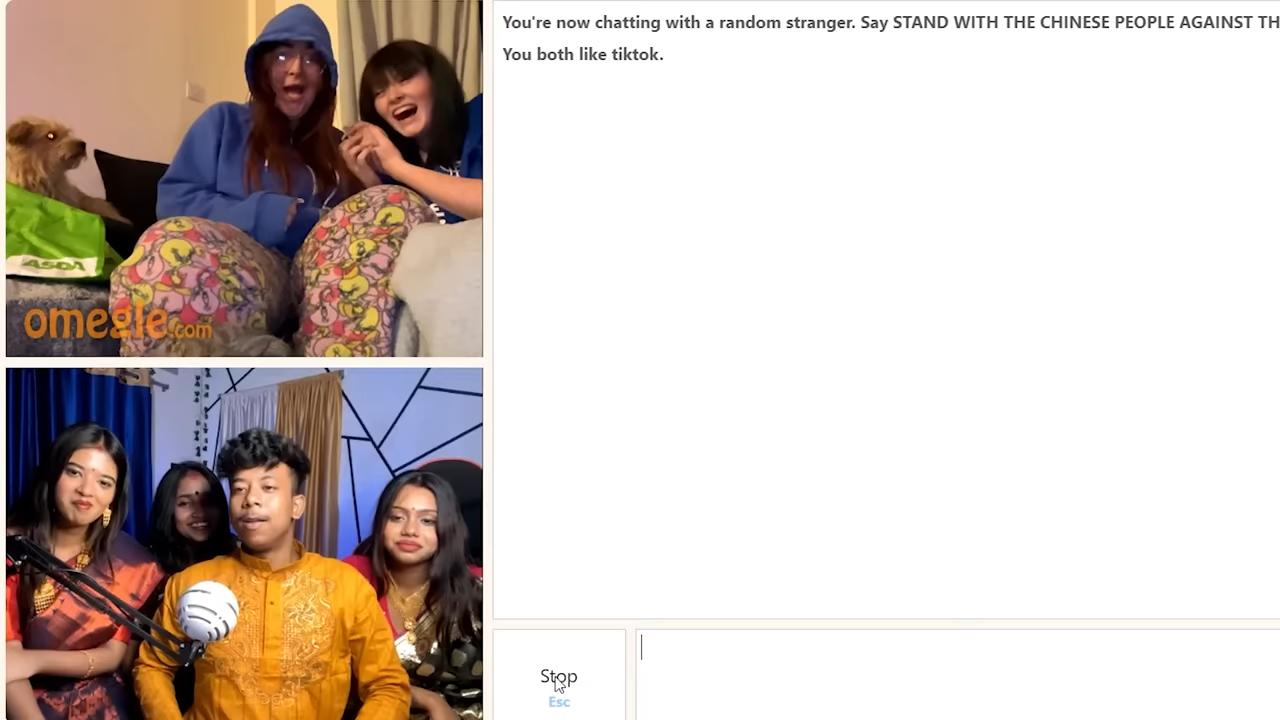 You're now chatting with a random stranger. Say STAND WITH THE CHINESE PEOPLE AGAINST TH
You both like tiktok.
ASDA
omegle.com
Stop
Esc